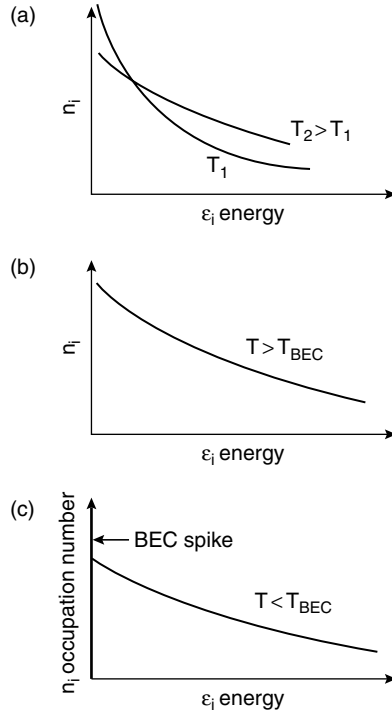 (a)
nᵢ
T₂>T₁
T₁
εᵢ energy
(b)
nᵢ
T>T_BEC
εᵢ energy
(c)
nᵢ occupation number
BEC spike
T<T_BEC
εᵢ energy